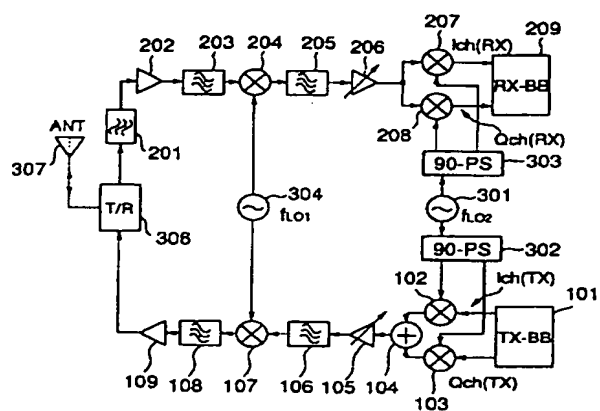 202 203 204 205 206 207 Ich(RX) 209
RX-BB
ANT
201
208
Qch(RX)
307
90-PS 303
T/R
304
301
308
fLO1
fLO2
90-PS 302
Ich(TX)
102
101
TX-BB
109 108 107 106 105 104
103
Qch(TX)